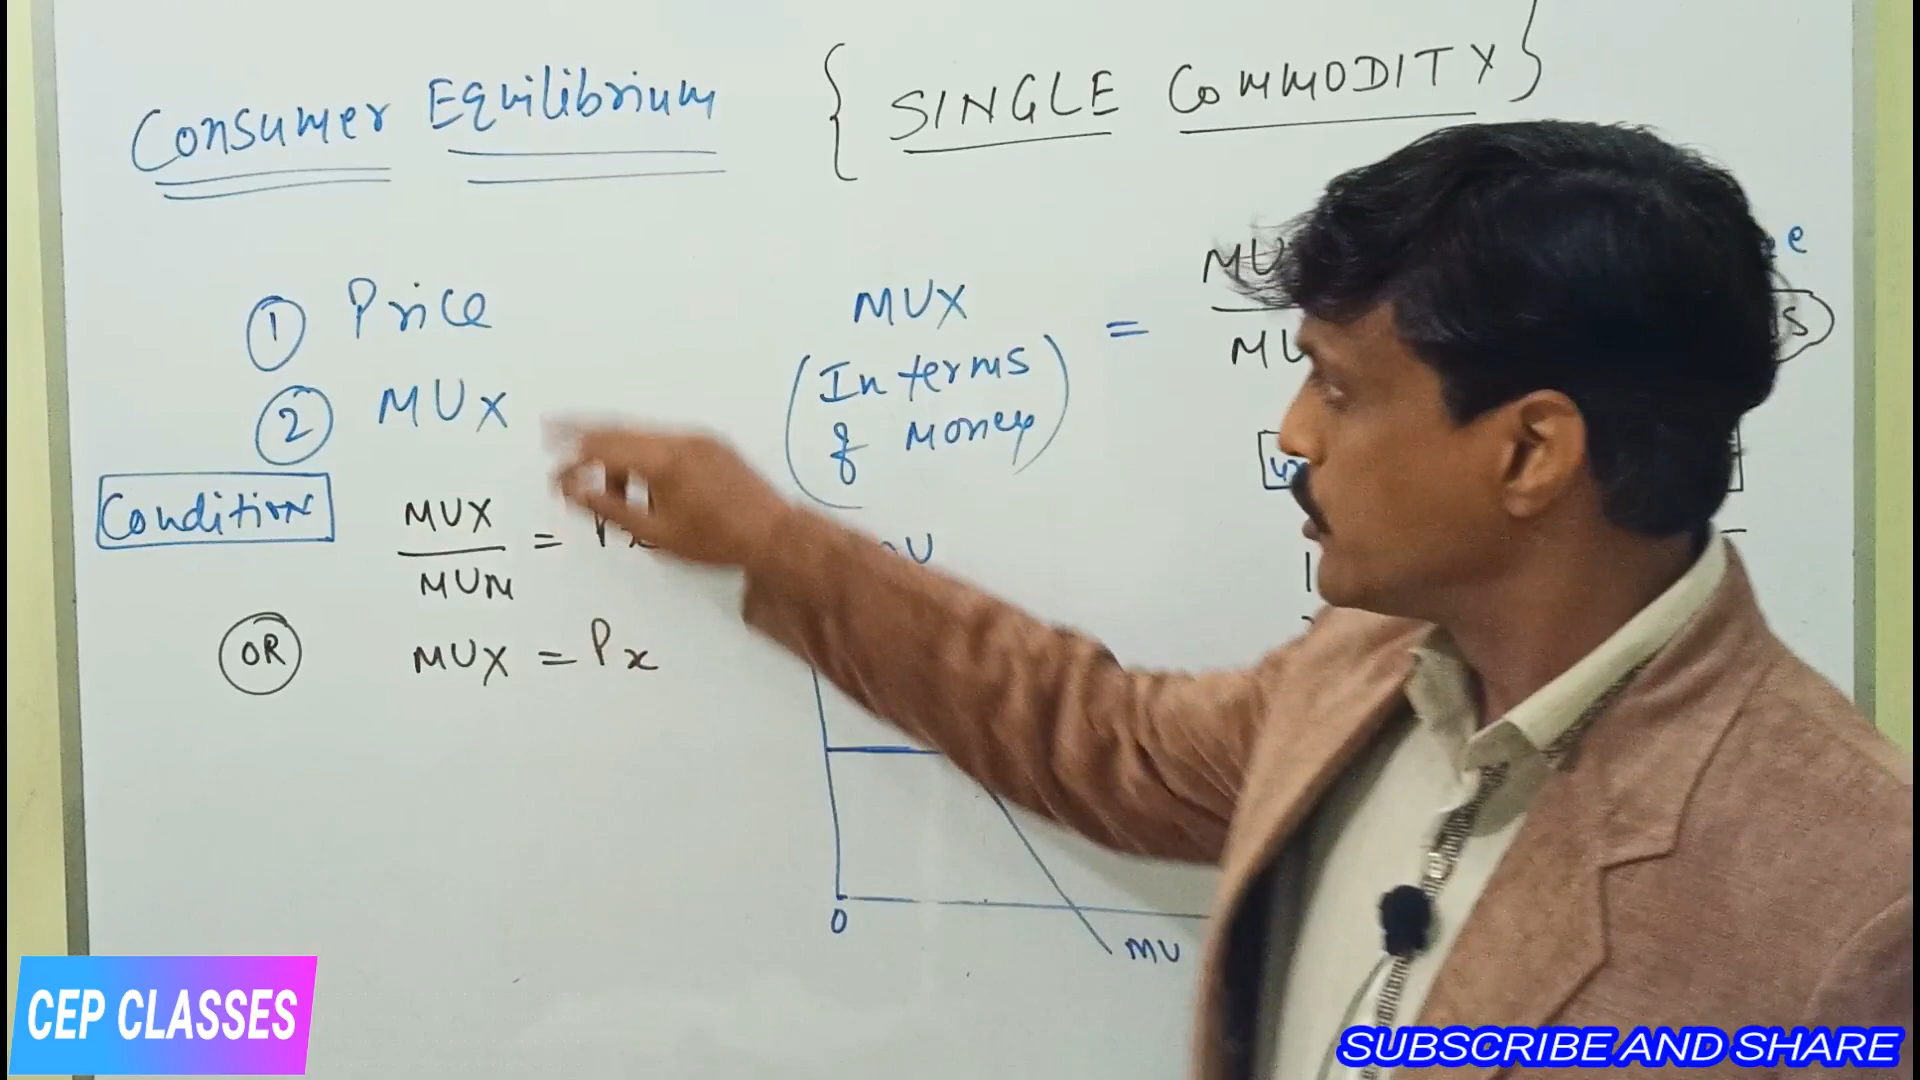 Consumer Equilibrium { SINGLE COMMODITY }
① Price
② MUx
MUX
(In terms
of Money)
=
MU
MU
Condition
MUX
MUM
= Px
OR MUX = Px
0
MU
CEP CLASSES
SUBSCRIBE AND SHARE